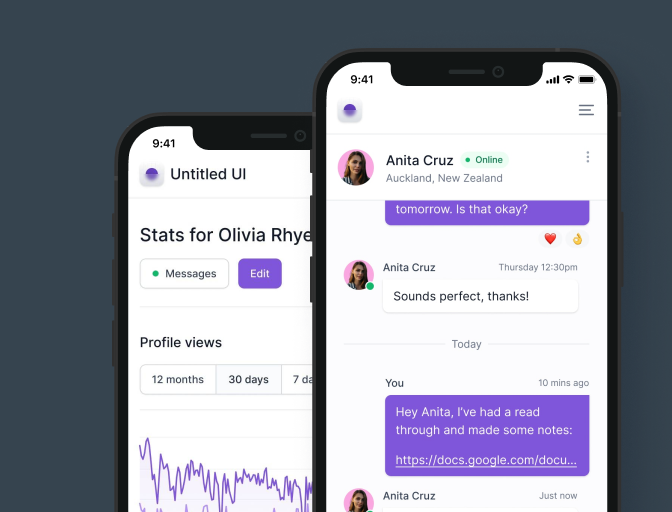 9:41
Untitled UI
Stats for Olivia Rhye
Messages
Edit
Profile views
12 months
30 days
7 da
9:41
Anita Cruz
Online
Auckland, New Zealand
tomorrow. Is that okay?
Anita Cruz
Thursday 12:30pm
Sounds perfect, thanks!
Today
You
10 mins ago
Hey Anita, I've had a read
through and made some notes:
https://docs.google.com/docu...
Anita Cruz
Just now